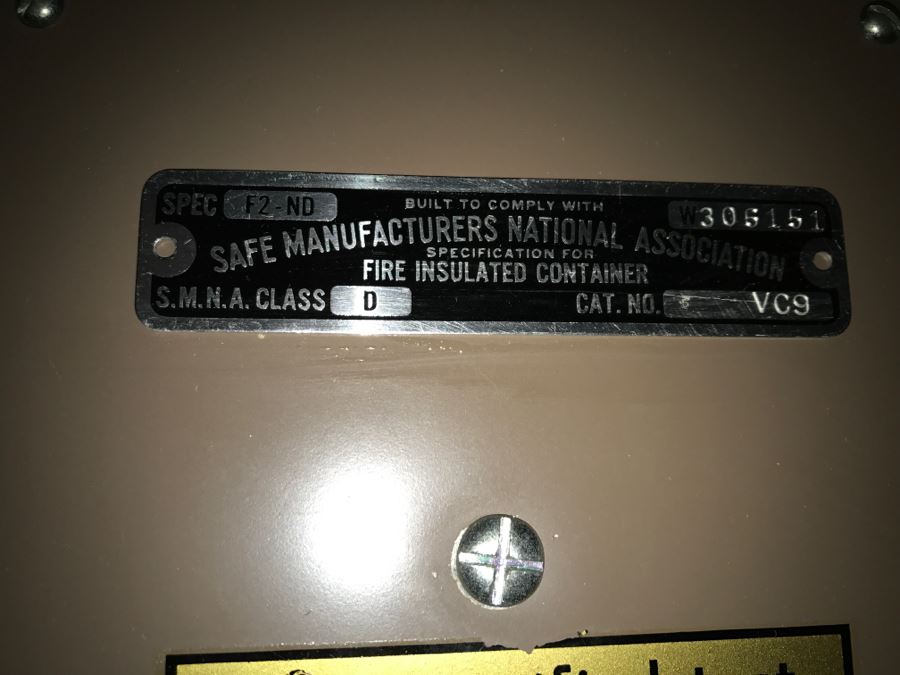 SPEC F2-ND
BUILT TO COMPLY WITH
W305151
SAFE MANUFACTURERS NATIONAL ASSOCIATION
SPECIFICATION FOR
FIRE INSULATED CONTAINER
S.M.N.A. CLASS D
CAT. NO. VC9